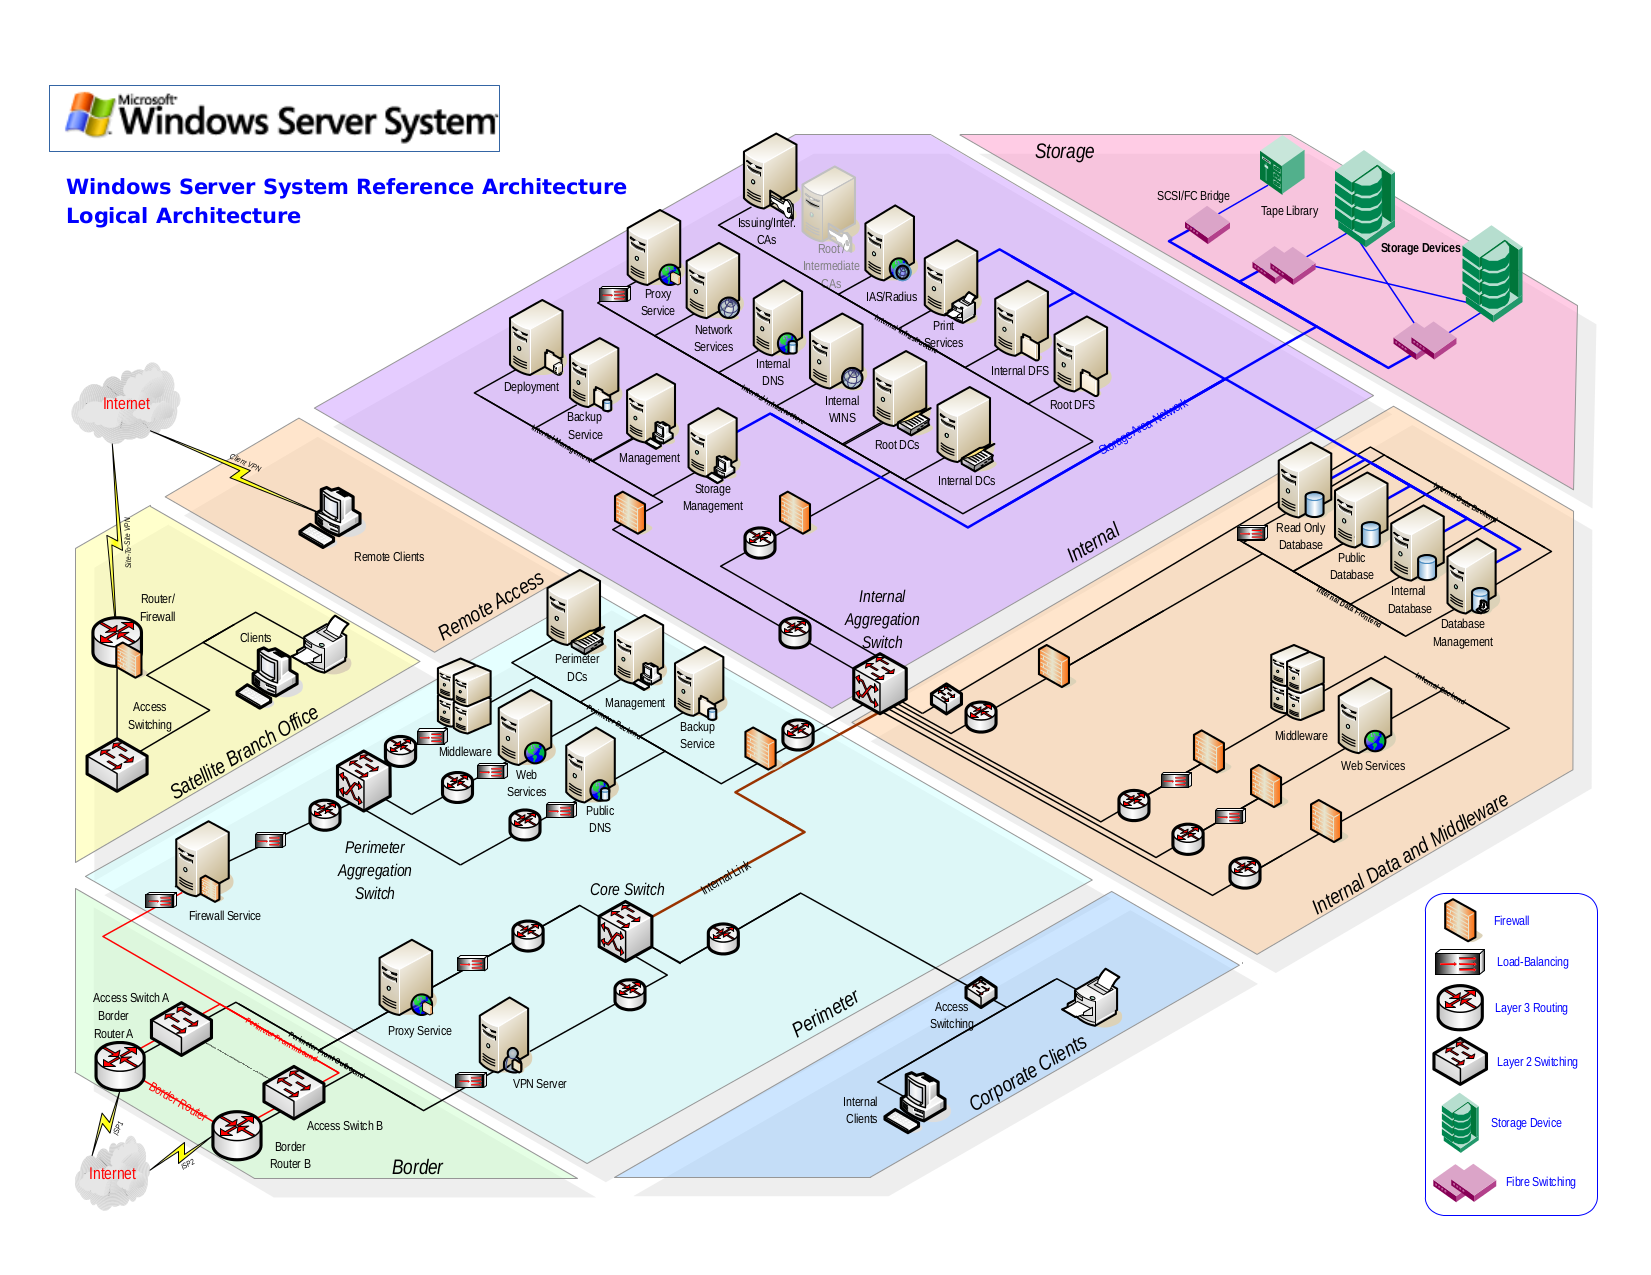 Microsoft
Windows Server System
Windows Server System Reference Architecture
Logical Architecture
Storage
SCSI/FC Bridge
Tape Library
Storage Devices
Issuing/Inter.
CAs
Root /
Intermediate
CAs
IAS/Radius
Print
Services
Internal DFS
Root DFS
Internal Infrastructure
Proxy
Service
Network
Services
Internal
DNS
Internal
WINS
Root DCs
Internal DCs
Internal Infrastructure
Deployment
Backup
Service
Management
Storage
Management
Internal Management
Storage Area Network
Internal
Internal
Aggregation
Switch
Internet
Client VPN
Site-To-Site VPN
Remote Clients
Remote Access
Router/
Firewall
Clients
Access
Switching
Satellite Branch Office
Read Only
Database
Public
Database
Internal
Database
Database
Management
Internal Data Backend
Internal Data Frontend
Middleware
Web Services
Internal Backend
Internal Data and Middleware
Perimeter
DCs
Management
Backup
Service
Perimeter Backend
Middleware
Web
Services
Public
DNS
Perimeter
Aggregation
Switch
Firewall Service
Core Switch
Internal Link
Proxy Service
VPN Server
Perimeter
Access Switch A
Border
Router A
Perimeter Front Inbound
Perimeter Front Outbound
Border Router
Access Switch B
Border
Router B
ISP1
ISP2
Internet
Border
Access
Switching
Internal
Clients
Corporate Clients
Firewall
Load-Balancing
Layer 3 Routing
Layer 2 Switching
Storage Device
Fibre Switching